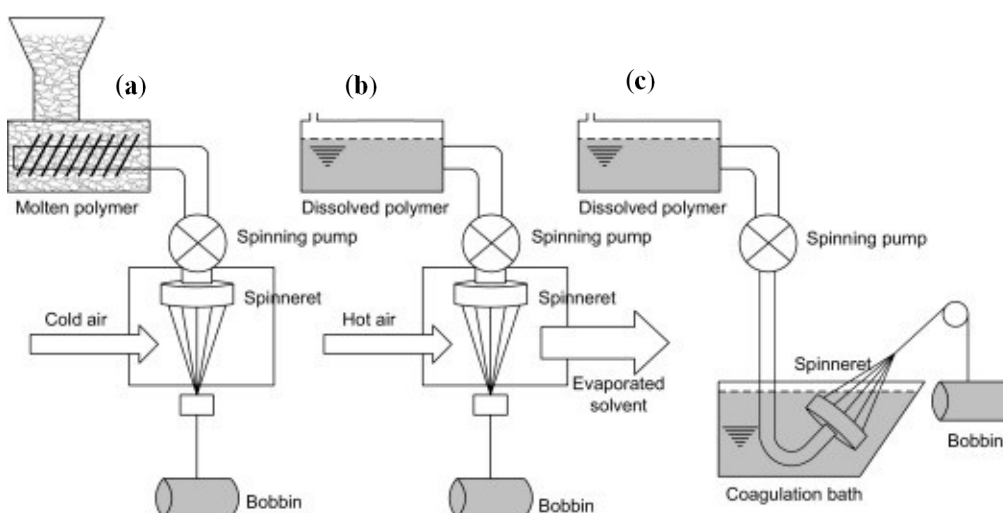 (a)
(b)
(c)
Molten polymer
Dissolved polymer
Dissolved polymer
Spinning pump
Spinning pump
Spinning pump
Spinneret
Spinneret
Cold air
Hot air
Evaporated
solvent
Spinneret
Bobbin
Bobbin
Bobbin
Coagulation bath